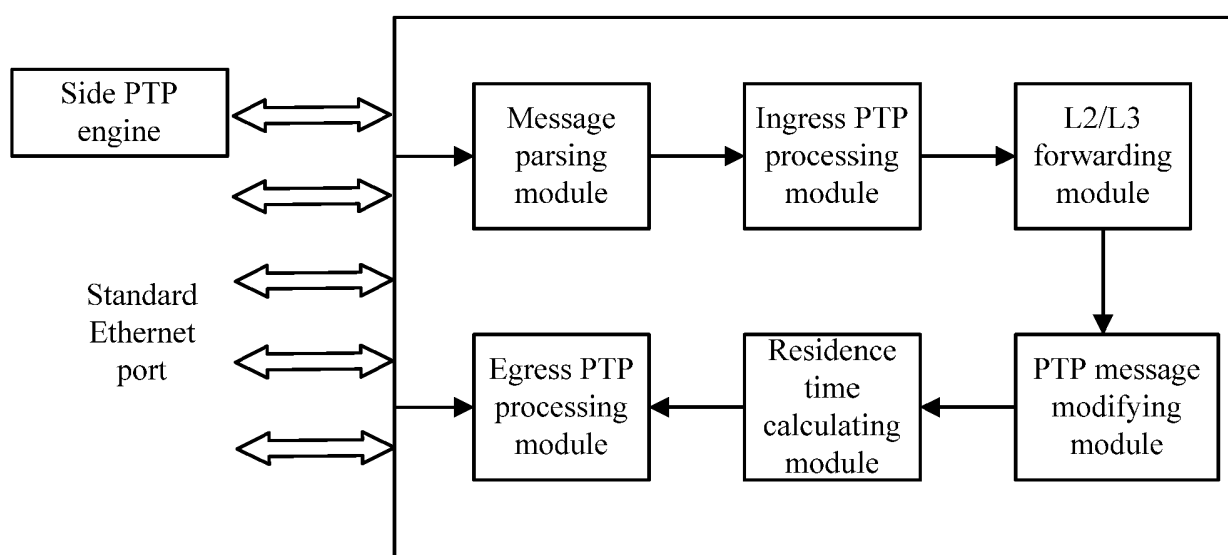 Side PTP
engine
Message
parsing
module
Ingress PTP
processing
module
L2/L3
forwarding
module
Standard
Ethernet
port
Egress PTP
processing
module
Residence
time
calculating
module
PTP message
modifying
module